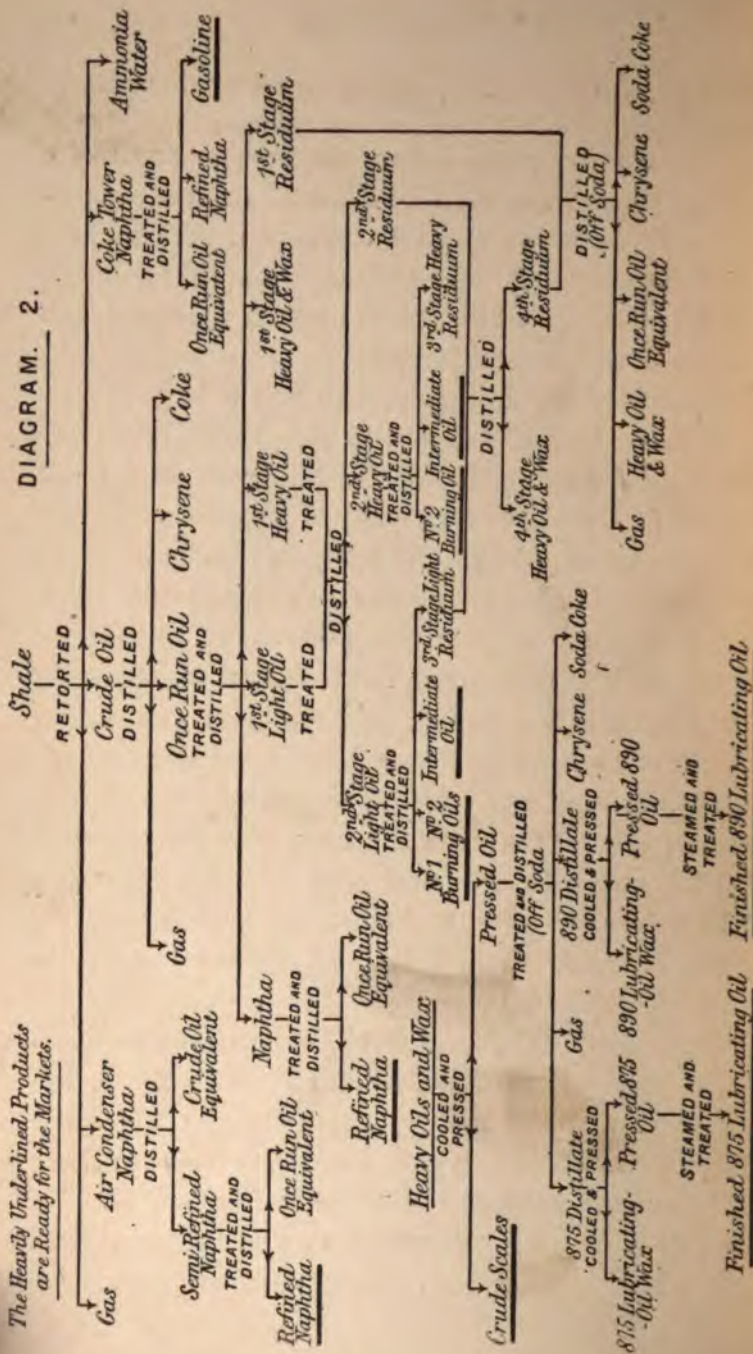 DIAGRAM. 2.
The Heavily Underlined Products
are Ready for the Markets.
Shale
RETORTED
Gas
Air Condenser
Naphtha
DISTILLED
Crude Oil
DISTILLED
Coke Tower
Naphtha
TREATED AND
DISTILLED
Ammonia
Water
Semi-Refined
Naphtha
TREATED AND
DISTILLED
Crude Oil
Equivalent
Gas
Once Run Oil
TREATED AND
DISTILLED
Chrysene
Coke
Once Run Oil
Equivalent
Refined
Naphtha
Gasoline
Refined
Naphtha
Once Run Oil
Equivalent
Naphtha
TREATED AND
DISTILLED
1st Stage
Light Oil
TREATED
1st Stage
Heavy Oil
TREATED
1st Stage
Heavy Oil & Wax
1st Stage
Residuum
Refined
Naphtha
Once Run Oil
Equivalent
DISTILLED
2nd Stage
Light Oil
TREATED AND
DISTILLED
2nd Stage
Heavy Oil
TREATED AND
DISTILLED
2nd Stage
Residuum
No. 1 No. 2
Burning Oils
Intermediate
Oil
3rd Stage Light
Residuum
No. 2
Burning Oil
Intermediate
Oil
3rd Stage Heavy
Residuum
DISTILLED
4th Stage
Heavy Oil & Wax
4th Stage
Residuum
DISTILLED
(Off Soda)
Gas
Heavy Oil
& Wax
Once Run Oil
Equivalent
Chrysene
Soda Coke
Heavy Oils and Wax
COOLED AND
PRESSED
Crude Scales
Pressed Oil
TREATED AND DISTILLED
(Off Soda
875 Distillate
COOLED & PRESSED
Gas
890 Distillate
COOLED & PRESSED
Chrysene
Soda Coke
875 Lubricating-
-Oil Wax
Pressed 875
Oil
890 Lubricating-
-Oil Wax
Pressed 890
Oil
STEAMED AND
TREATED
STEAMED AND
TREATED
Finished 875 Lubricating Oil
Finished 890 Lubricating Oil